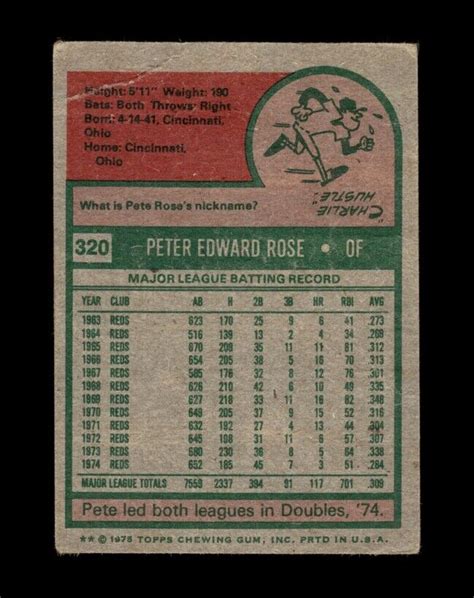 Height: 5'11" Weight: 190
Bats: Both Throws: Right
Born: 4-14-41, Cincinnati,
Ohio
Home: Cincinnati,
Ohio
What is Pete Rose's nickname?
"CHARLIE
HUSTLE"
320 PETER EDWARD ROSE • OF
MAJOR LEAGUE BATTING RECORD
YEAR CLUB AB H 2B 3B HR RBI AVG
1963 REDS 623 170 25 9 6 41 .273
1964 REDS 516 139 13 2 4 34 .269
1965 REDS 670 209 35 11 11 81 .312
1966 REDS 654 205 38 5 16 70 .313
1967 REDS 585 176 32 8 12 76 .301
1968 REDS 626 210 42 6 10 49 .335
1969 REDS 627 218 33 11 16 82 .348
1970 REDS 649 205 37 9 15 52 .316
1971 REDS 632 192 27 4 13 44 .304
1972 REDS 645 198 31 11 6 57 .307
1973 REDS 680 230 36 8 5 64 .338
1974 REDS 652 185 45 7 3 51 .284
MAJOR LEAGUE TOTALS 7559 2337 394 91 117 701 .309
Pete led both leagues in Doubles, '74.
★★ © 1975 TOPPS CHEWING GUM, INC. PRTD IN U.S.A.